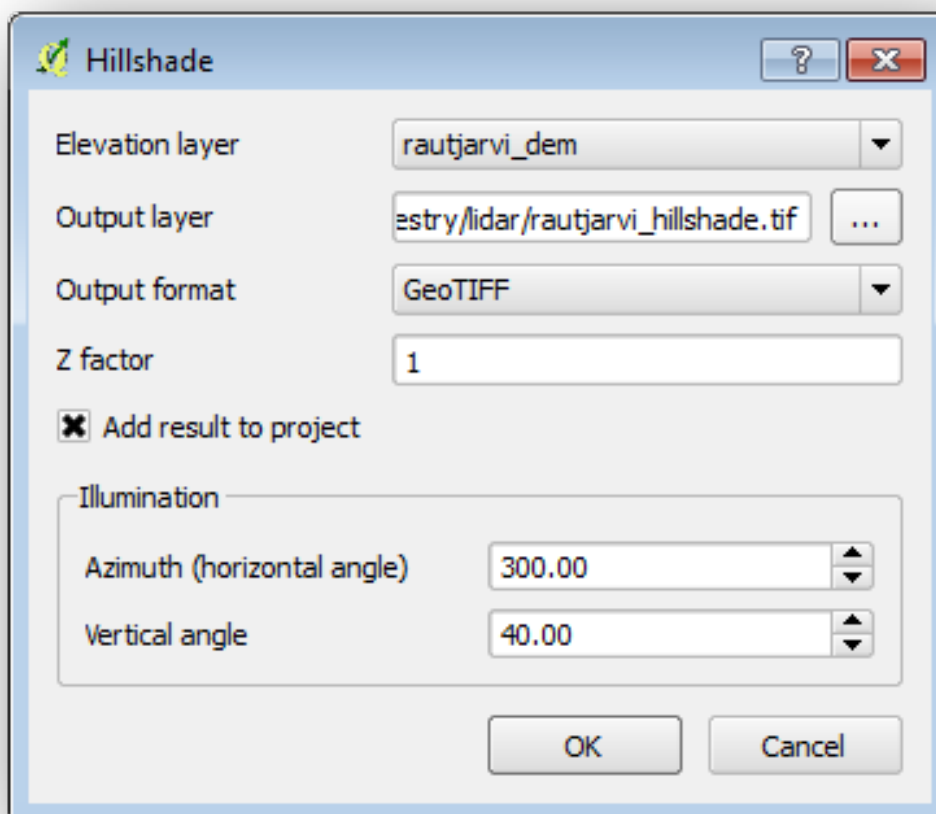 Hillshade
Elevation layer rautjarvi_dem
Output layer estry/lidar/rautjarvi_hillshade.tif ...
Output format GeoTIFF
Z factor 1
Add result to project
Illumination
Azimuth (horizontal angle) 300.00
Vertical angle 40.00
OK Cancel